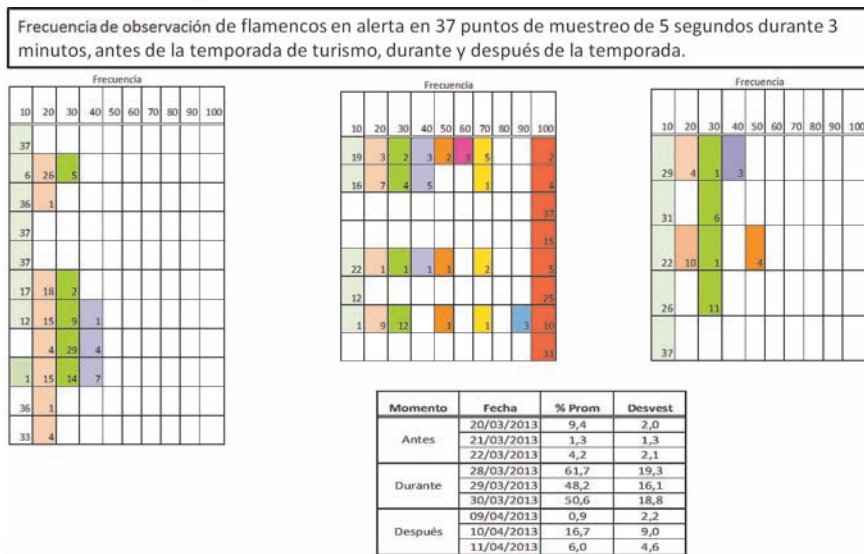 Frecuencia de observación de flamencos en alerta en 37 puntos de muestreo de 5 segundos durante 3
minutos, antes de la temporada de turismo, durante y después de la temporada.
Frecuencia
10 20 30 40 50 60 70 80 90 100
37
6 26 5
36 1
37
37
17 18 2
12 15 9 1
4 29 4
1 15 14 7
36 1
33 4
Frecuencia
10 20 30 40 50 60 70 80 90 100
19 3 2 3 2 1 5 2
16 7 4 5 1 4
37
15
22 1 1 1 1 2 5
12 25
1 9 12 1 1 3 10
31
Frecuencia
10 20 30 40 50 60 70 80 90 100
29 4 1 3
31 6
22 10 1 4
26 11
37
Momento Fecha % Prom Desvest
Antes
20/03/2013 9,4 2,0
21/03/2013 1,3 1,3
22/03/2013 4,2 2,1
Durante
28/03/2013 61,7 19,3
29/03/2013 48,2 16,1
30/03/2013 50,6 18,8
Después
09/04/2013 0,9 2,2
10/04/2013 16,7 9,0
11/04/2013 6,0 4,6